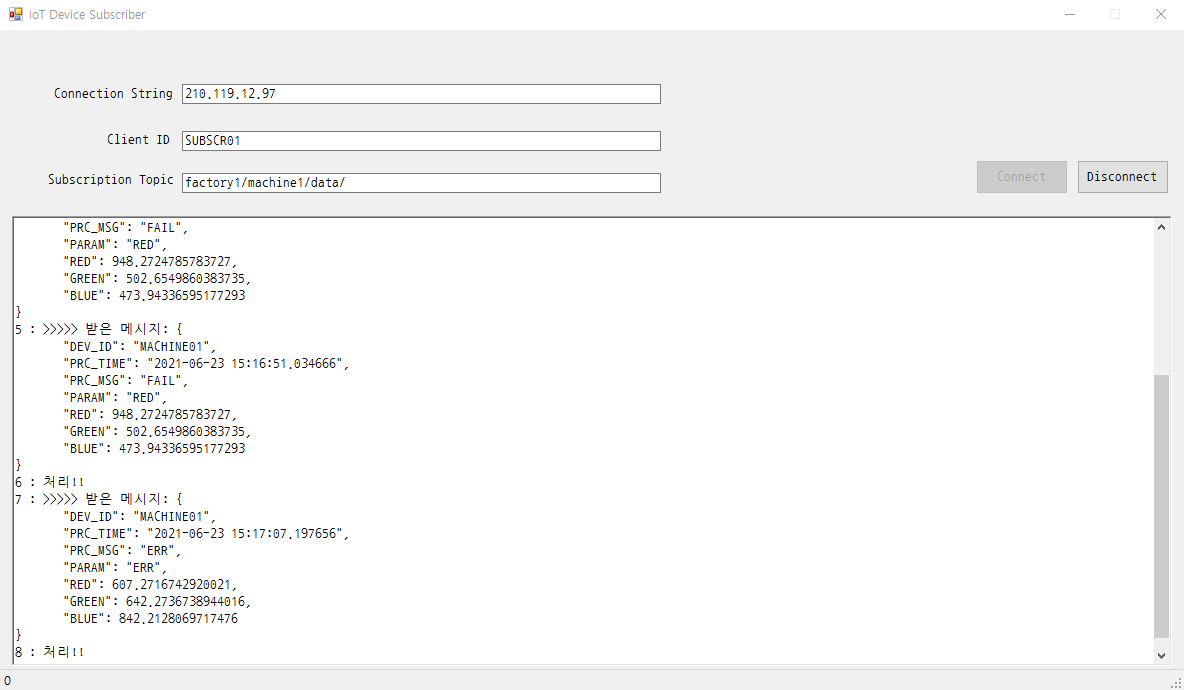 IoT Device Subscriber
Connection String 210.119.12.97
Client ID SUBSCR01
Subscription Topic factory1/machine1/data/
Connect Disconnect
"PRC_MSG": "FAIL",
"PARAM": "RED",
"RED": 948.2724785783727,
"GREEN": 502.6549860383735,
"BLUE": 473.94336595177293
}
5 : >>>>> 받은 메시지: {
"DEV_ID": "MACHINE01",
"PRC_TIME": "2021-06-23 15:16:51.034666",
"PRC_MSG": "FAIL",
"PARAM": "RED",
"RED": 948.2724785783727,
"GREEN": 502.6549860383735,
"BLUE": 473.94336595177293
}
6 : 처리!!
7 : >>>>> 받은 메시지: {
"DEV_ID": "MACHINE01",
"PRC_TIME": "2021-06-23 15:17:07.197656",
"PRC_MSG": "ERR",
"PARAM": "ERR",
"RED": 607.2716742920021,
"GREEN": 642.2736738944016,
"BLUE": 842.2128069717476
}
8 : 처리!!
0